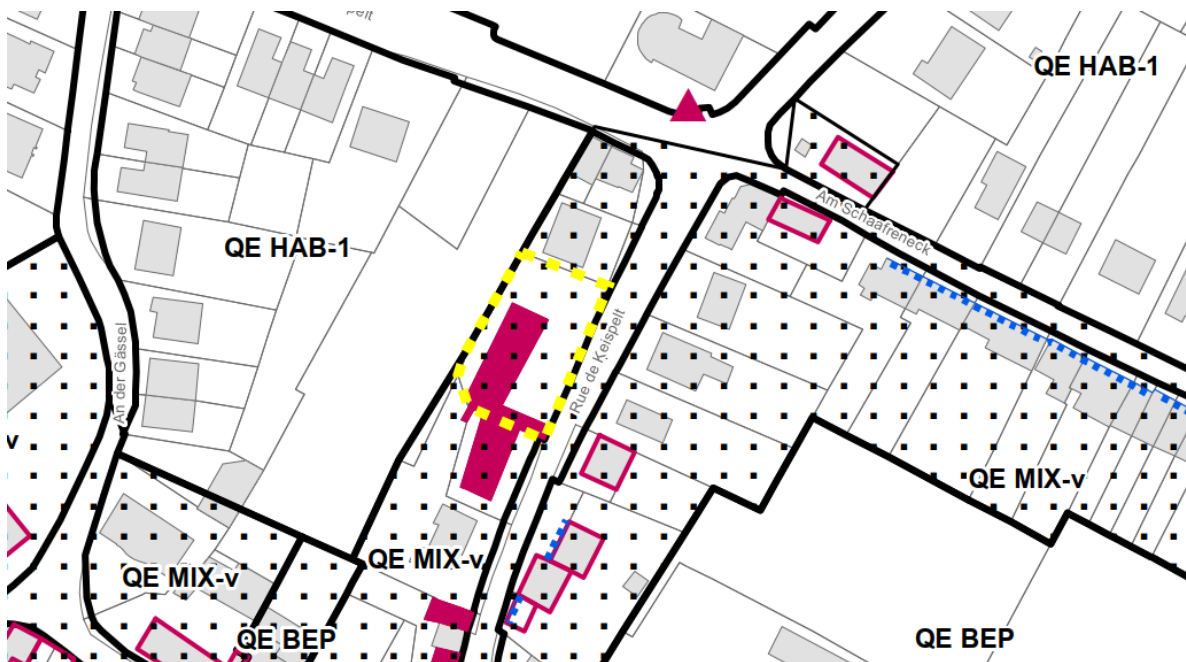 Keispelt
QE HAB-1
Am Schaafreneck
QE HAB-1
An der Gässel
Rue de Keispelt
v
QE MIX-v
QE MIX-v
QE MIX-v
QE BEP
QE BEP